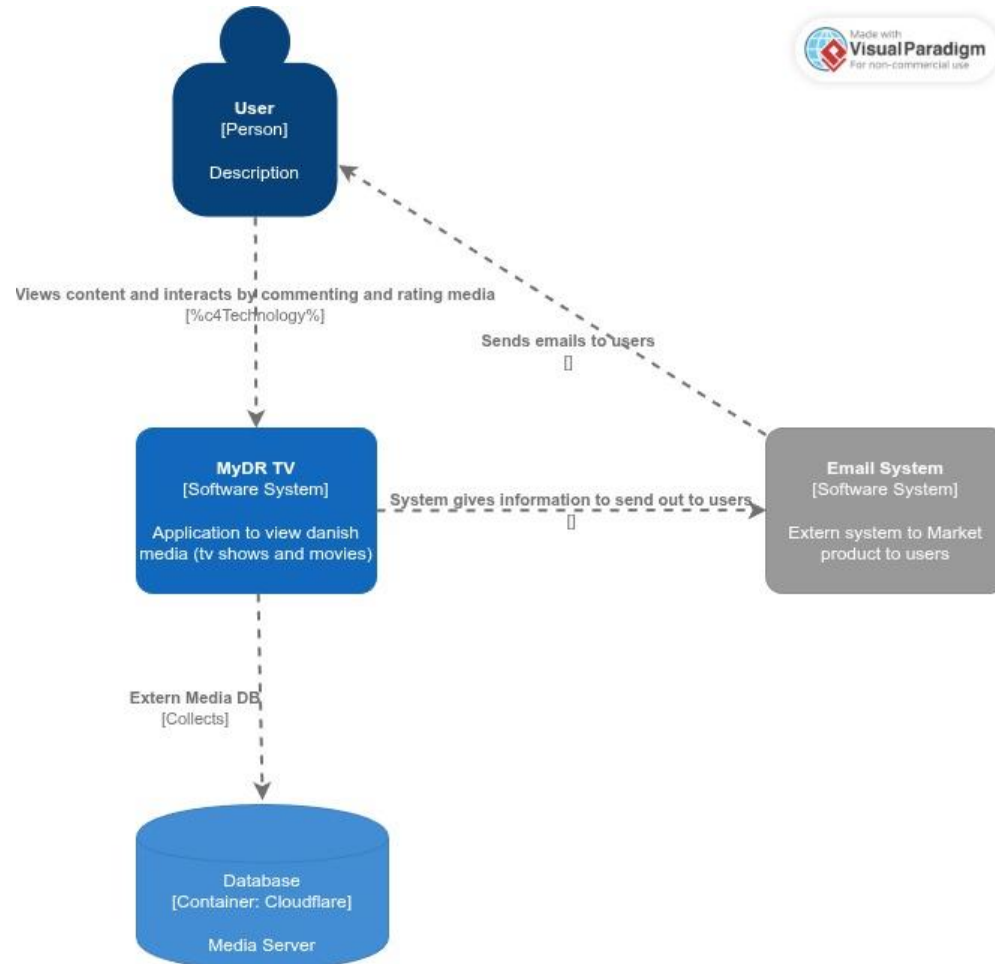 Made with
Visual Paradigm
For non-commercial use
User
[Person]
Description
Views content and interacts by commenting and rating media
[%c4Technology%]
Sends emails to users
[]
MyDR TV
[Software System]
Application to view danish
media (tv shows and movies)
System gives information to send out to users
[]
Email System
[Software System]
Extern system to Market
product to users
Extern Media DB
[Collects]
Database
[Container: Cloudflare]
Media Server